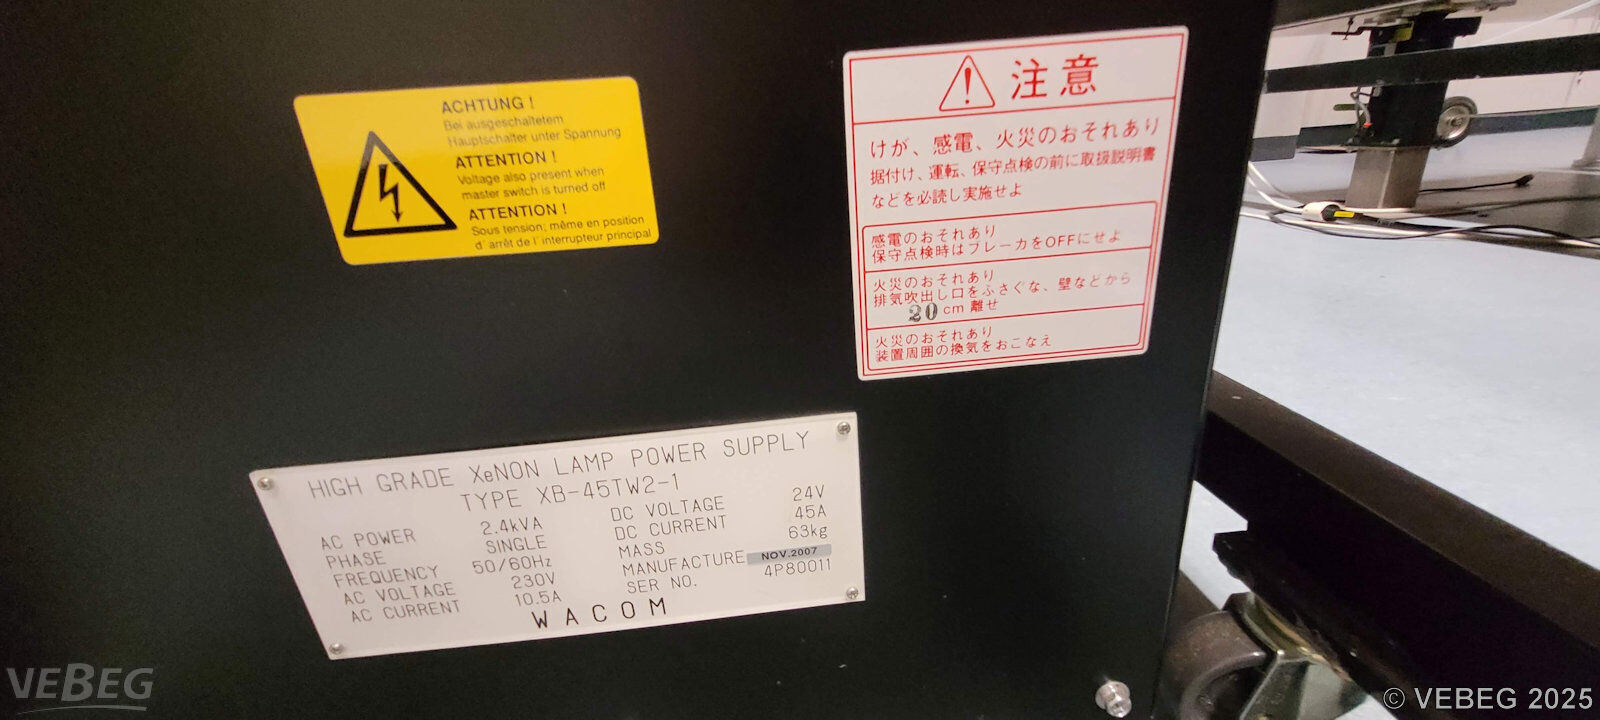 ACHTUNG !
Bei ausgeschaltetem
Hauptschalter unter Spannung
ATTENTION !
Voltage also present when
master switch is turned off
ATTENTION !
Sous tension, même en position
d' arrêt de l' interrupteur principal
注意
けが、感電、火災のおそれあり
据付け、運転、保守点検の前に取扱説明書
などを必読し実施せよ
感電のおそれあり
保守点検時はブレーカをOFFにせよ
火災のおそれあり
排気吹出し口をふさぐな、壁などから
20cm 離せ
火災のおそれあり
装置周囲の換気をおこなえ
HIGH GRADE XeNON LAMP POWER SUPPLY
TYPE XB-45TW2-1
AC POWER 2.4kVA
PHASE SINGLE
FREQUENCY 50/60Hz
AC VOLTAGE 230V
AC CURRENT 10.5A
DC VOLTAGE 24V
DC CURRENT 45A
MASS 63kg
MANUFACTURE NOV.2007
SER NO. 4P80011
WACOM
VEBEG
© VEBEG 2025